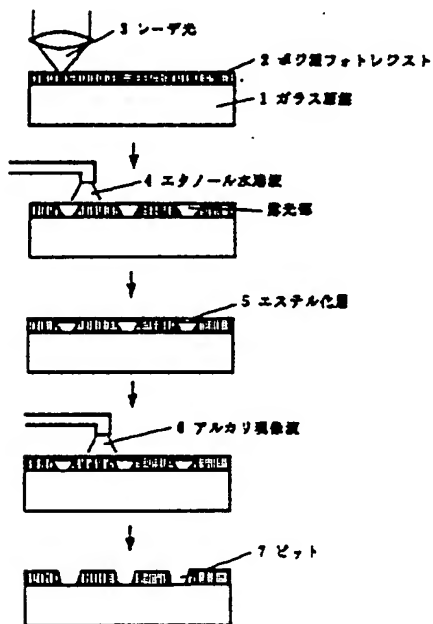 3 レーザ光
2 ポジ型フォトレジスト
1 ガラス原盤
4 エタノール水溶液
露光部
5 エステル化層
6 アルカリ現像液
7 ピット